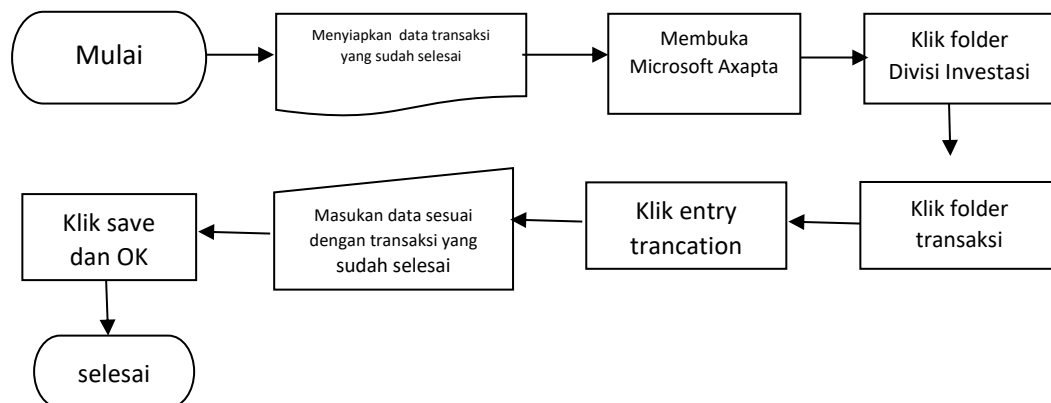 Mulai
Menyiapkan data transaksi
yang sudah selesai
Membuka
Microsoft Axapta
Klik folder
Divisi Investasi
Klik folder
transaksi
Klik entry
trancation
Masukan data sesuai
dengan transaksi yang
sudah selesai
Klik save
dan OK
selesai